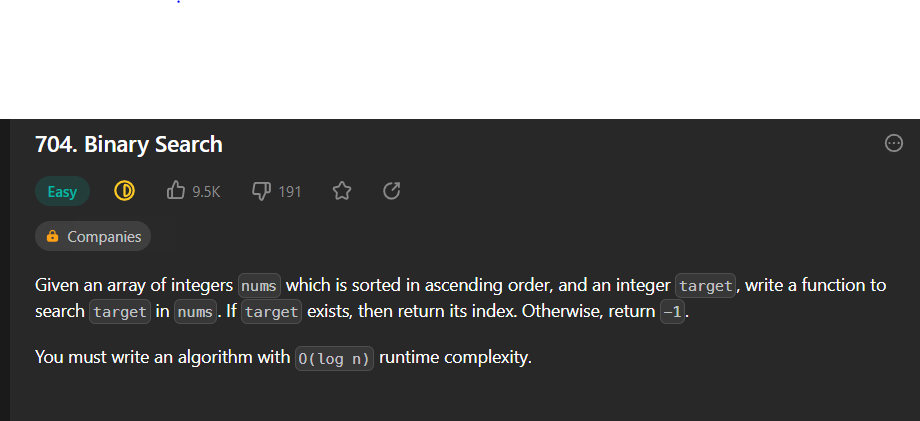 704. Binary Search
Easy 9.5K 191
Companies
Given an array of integers nums which is sorted in ascending order, and an integer target, write a function to
search target in nums. If target exists, then return its index. Otherwise, return -1.
You must write an algorithm with O(log n) runtime complexity.